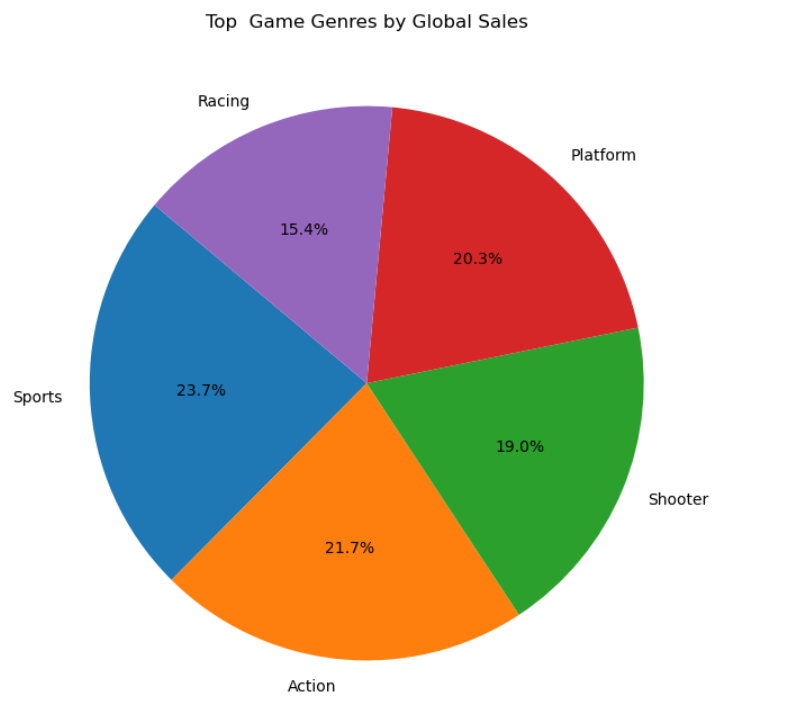 Top  Game Genres by Global Sales
Racing
Platform
15.4%
20.3%
Sports
23.7%
19.0%
Shooter
21.7%
Action